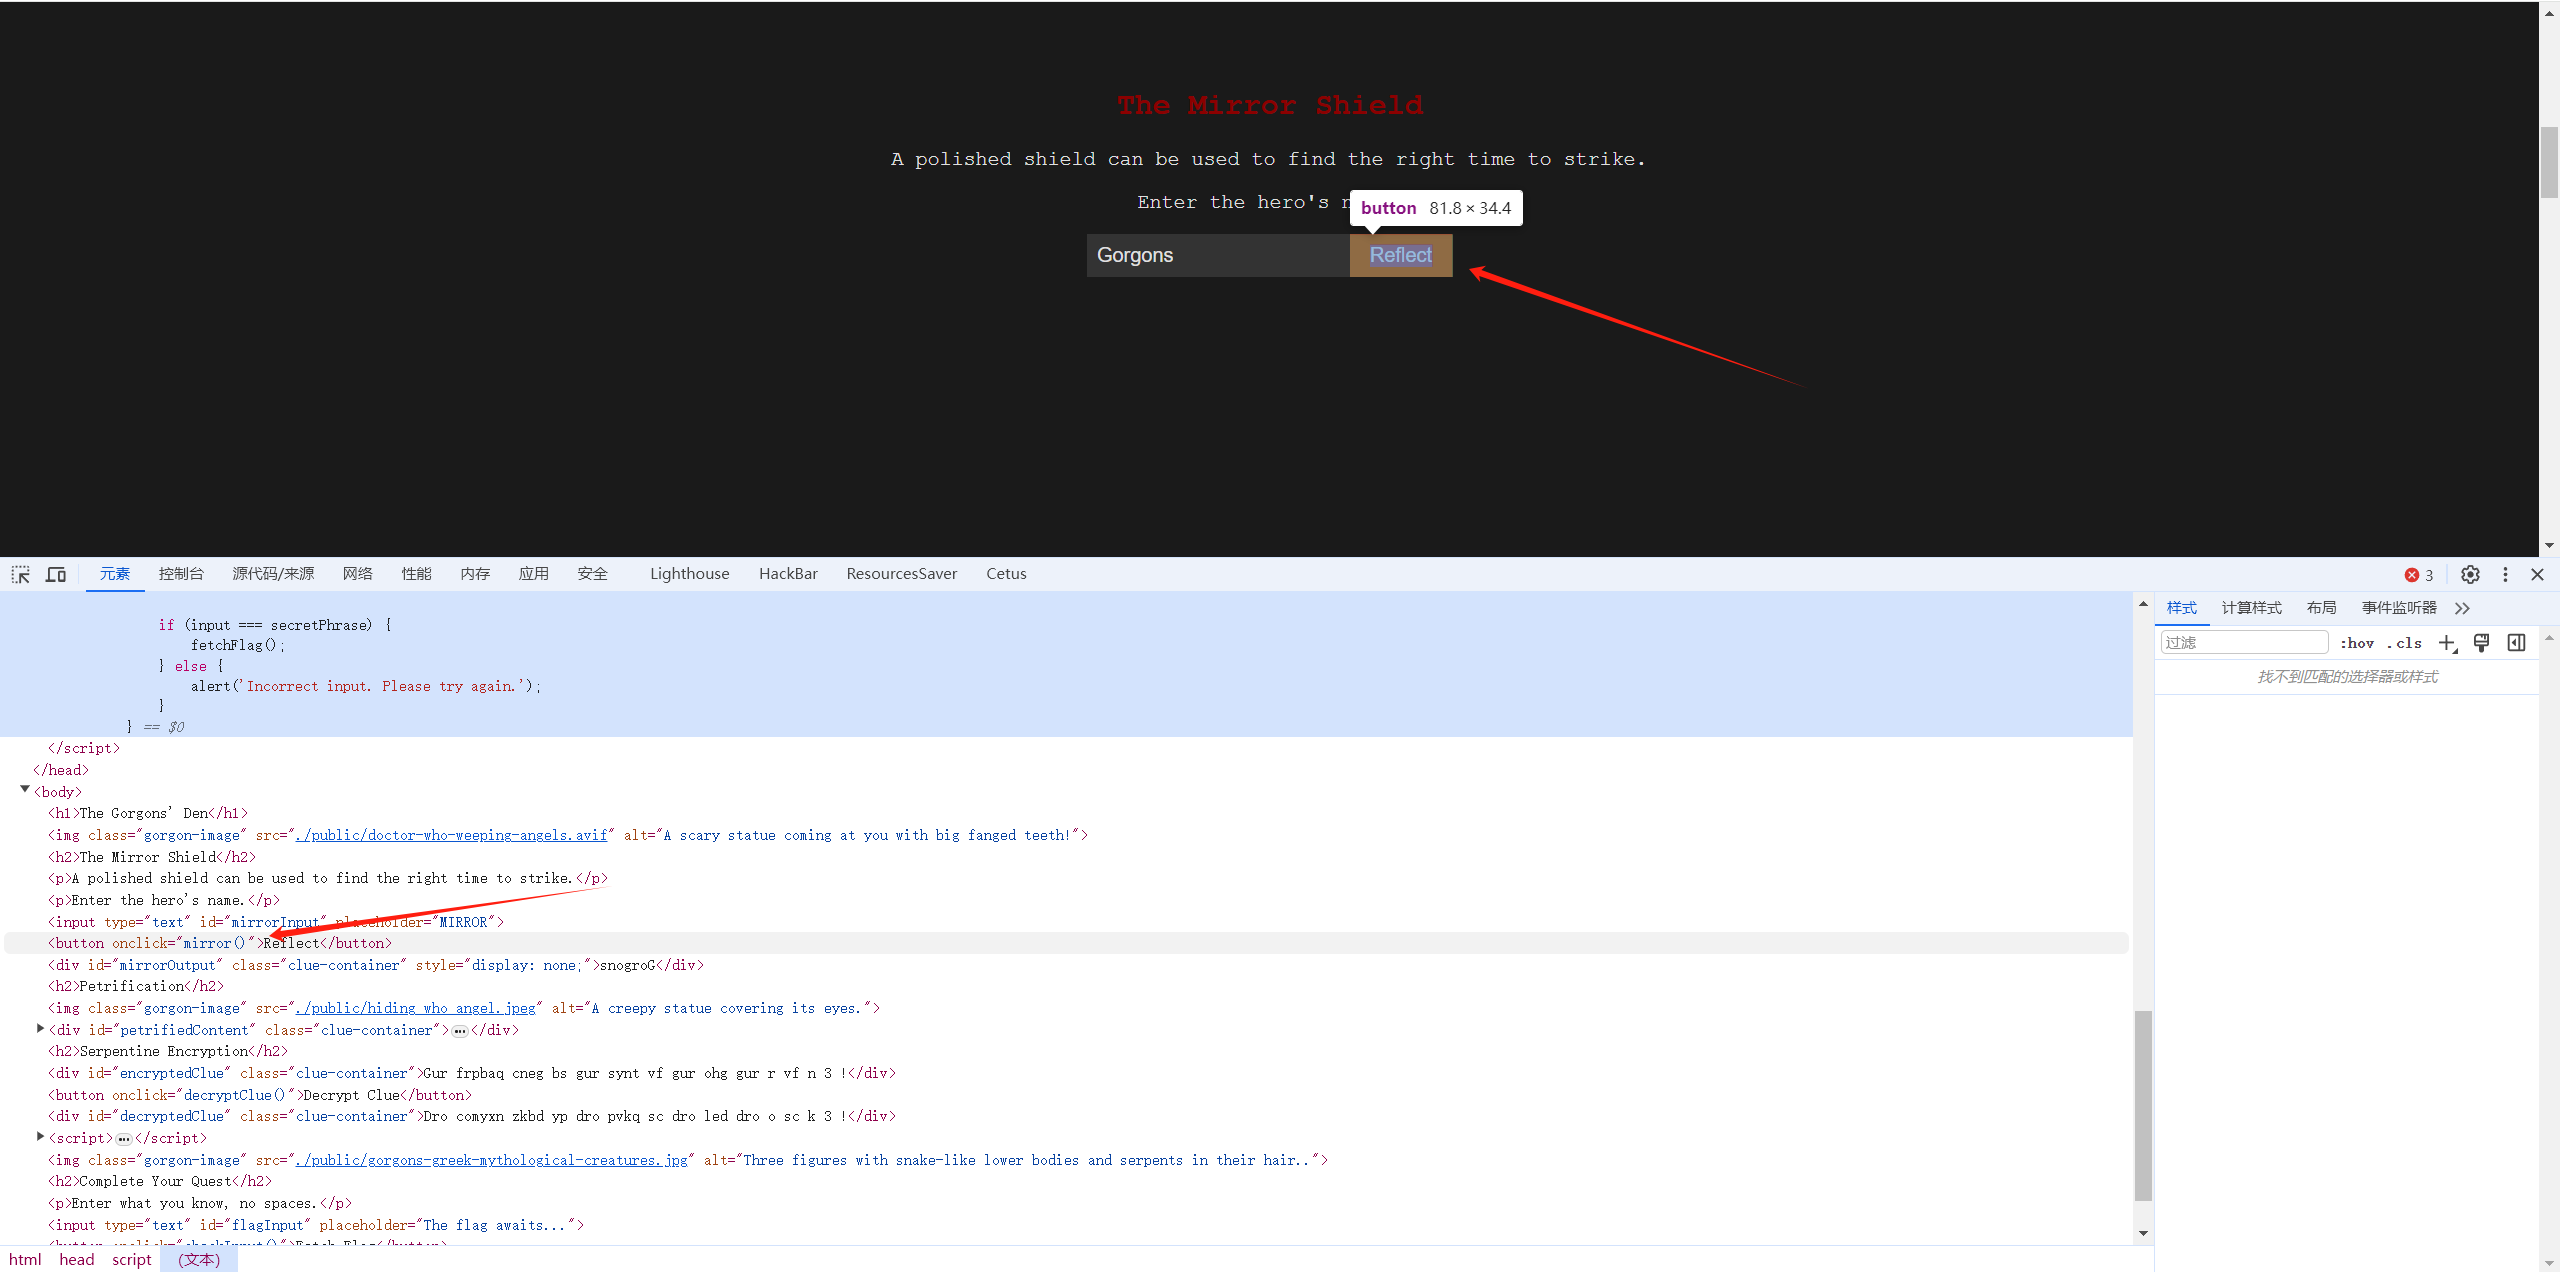 The Mirror Shield
A polished shield can be used to find the right time to strike.
Enter the hero's n
button 81.8 × 34.4
Gorgons
Reflect
元素 控制台 源代码/来源 网络 性能 内存 应用 安全 Lighthouse HackBar ResourcesSaver Cetus
3
if (input === secretPhrase) {
fetchFlag();
} else {
alert('Incorrect input. Please try again.');
}
} == $0
</script>
</head>
<body>
<h1>The Gorgons' Den</h1>
<img class="gorgon-image" src="./public/doctor-who-weeping-angels.avif" alt="A scary statue coming at you with big fanged teeth!">
<h2>The Mirror Shield</h2>
<p>A polished shield can be used to find the right time to strike.</p>
<p>Enter the hero's name.</p>
<input type="text" id="mirrorInput" placeholder="MIRROR">
<button onclick="mirror()">Reflect</button>
<div id="mirrorOutput" class="clue-container" style="display: none;">snogroG</div>
<h2>Petrification</h2>
<img class="gorgon-image" src="./public/hiding_who_angel.jpeg" alt="A creepy statue covering its eyes.">
<div id="petrifiedContent" class="clue-container">…</div>
<h2>Serpentine Encryption</h2>
<div id="encryptedClue" class="clue-container">Gur frpbaq cneg bs gur synt vf gur ohg gur r vf n 3 !</div>
<button onclick="decryptClue()">Decrypt Clue</button>
<div id="decryptedClue" class="clue-container">Dro comyxn zkbd yp dro pvkq sc dro led dro o sc k 3 !</div>
<script>…</script>
<img class="gorgon-image" src="./public/gorgons-greek-mythological-creatures.jpg" alt="Three figures with snake-like lower bodies and serpents in their hair..">
<h2>Complete Your Quest</h2>
<p>Enter what you know, no spaces.</p>
<input type="text" id="flagInput" placeholder="The flag awaits...">
html head script (文本)
样式 计算样式 布局 事件监听器
过滤 :hov .cls
找不到匹配的选择器或样式